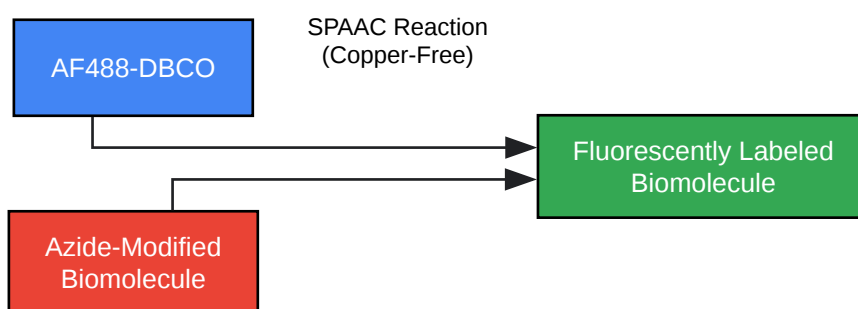 SPAAC Reaction
(Copper-Free)
AF488-DBCO
Fluorescently Labeled
Biomolecule
Azide-Modified
Biomolecule